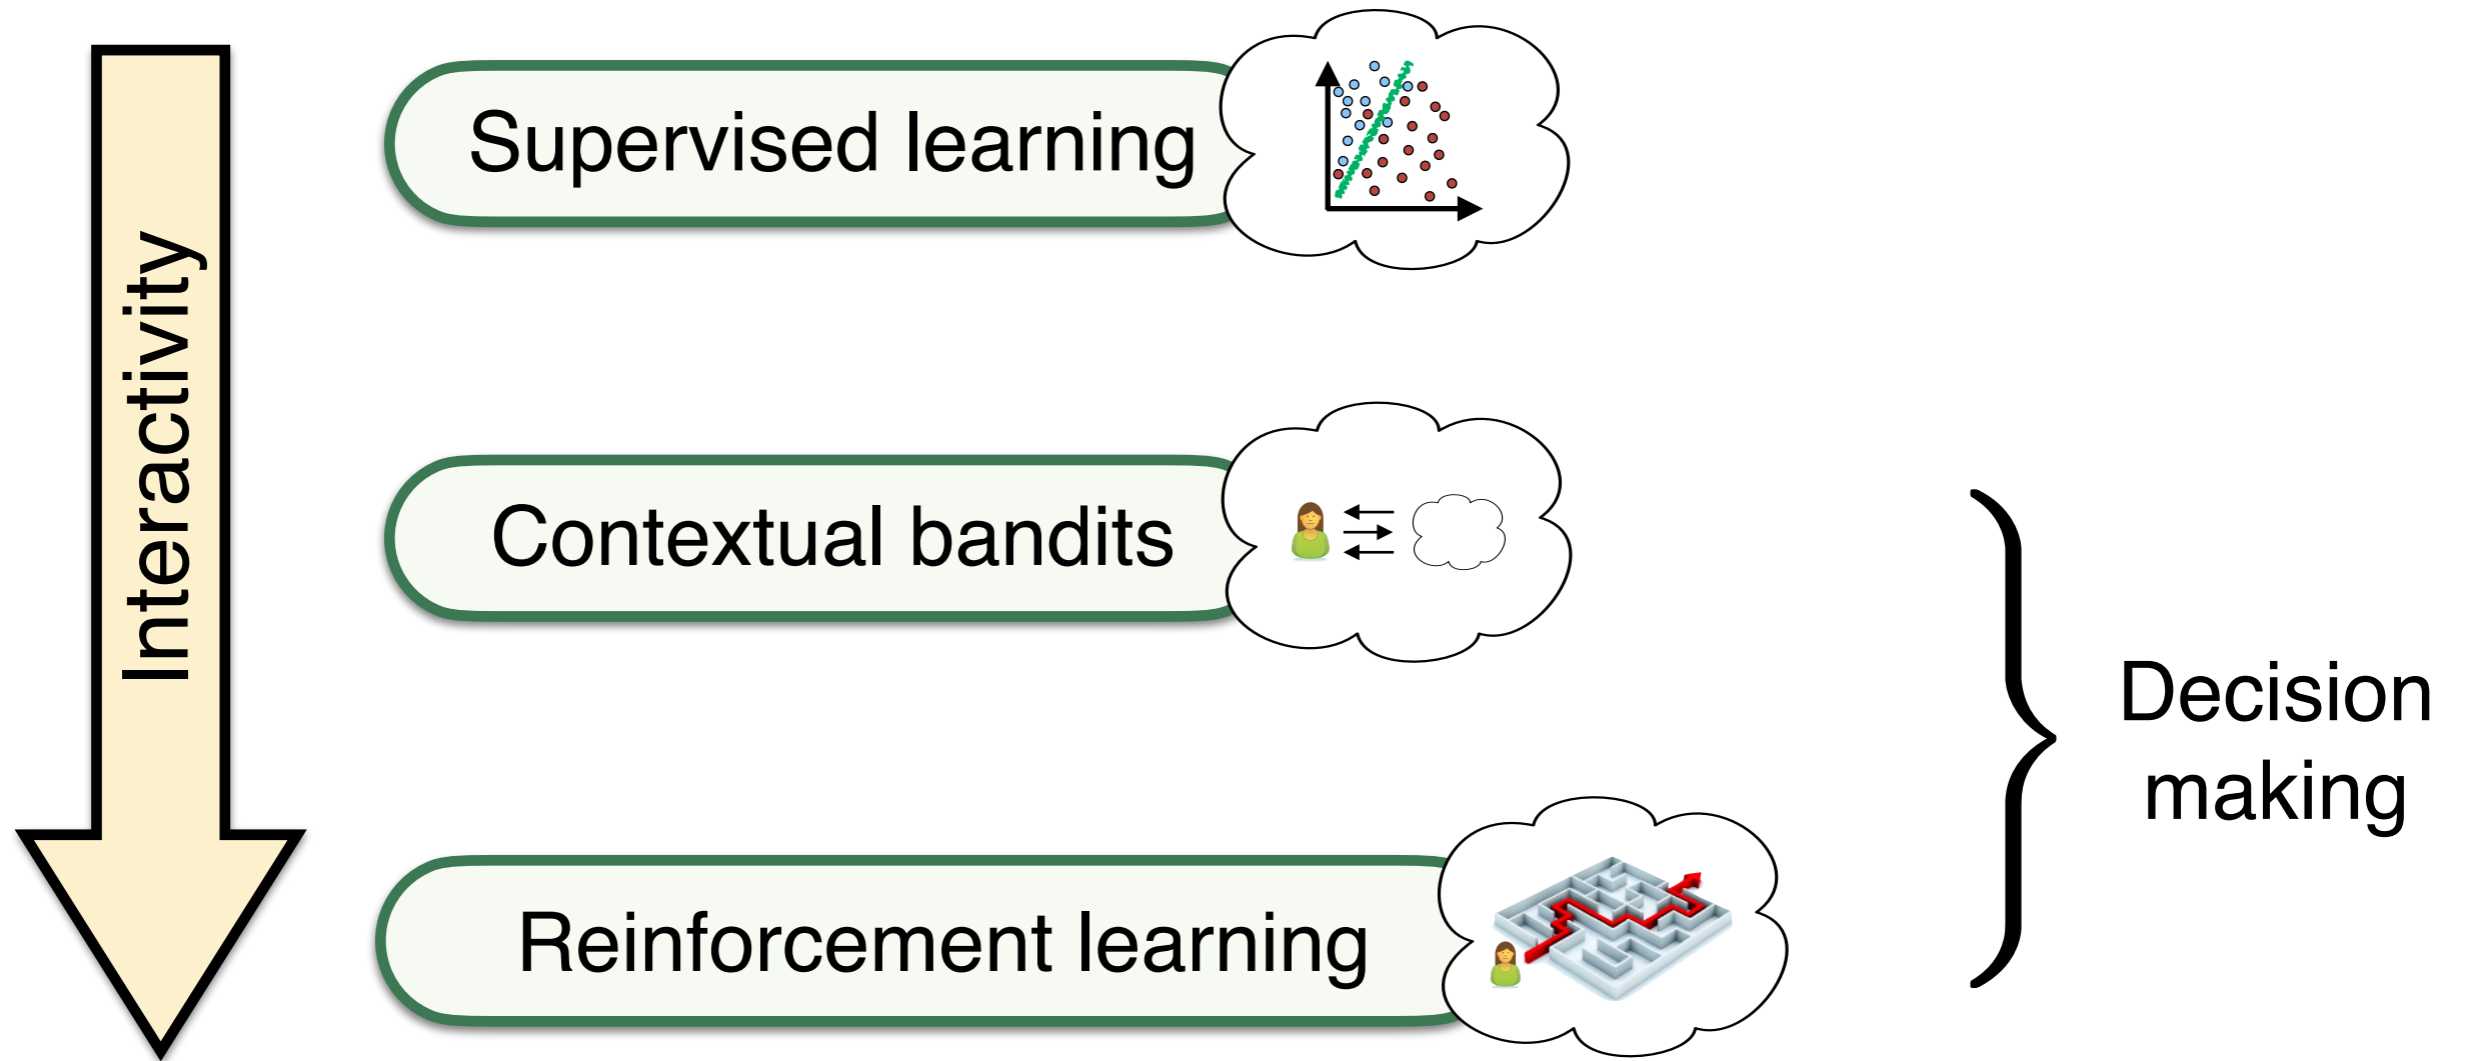 Interactivity
Supervised learning
Contextual bandits
Reinforcement learning
Decision
making